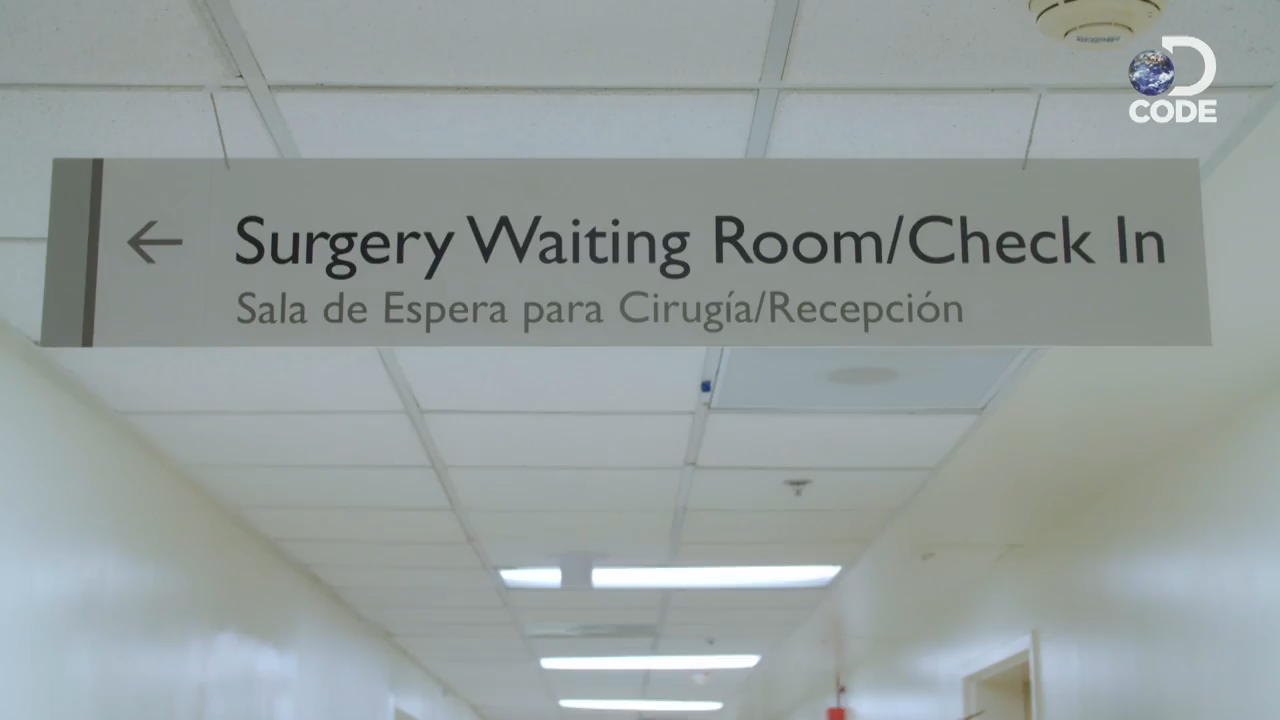 CODE
Surgery Waiting Room/Check In
Sala de Espera para Cirugía/Recepción